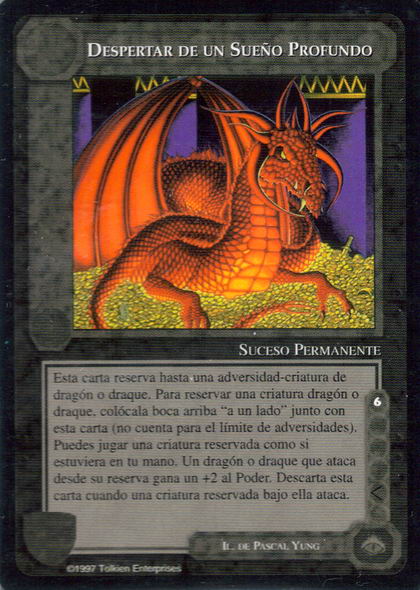 Despertar de un Sueño Profundo
Suceso Permanente
Esta carta reserva hasta una adversidad-criatura de
dragón o draque. Para reservar una criatura dragón o
draque, colócala boca arriba “a un lado” junto con
esta carta (no cuenta para el límite de adversidades).
Puedes jugar una criatura reservada como si
estuviera en tu mano. Un dragón o draque que ataca
desde su reserva gana un +2 al Poder. Descarta esta
carta cuando una criatura reservada bajo ella ataca.
6
Il. de Pascal Yung
©1997 Tolkien Enterprises